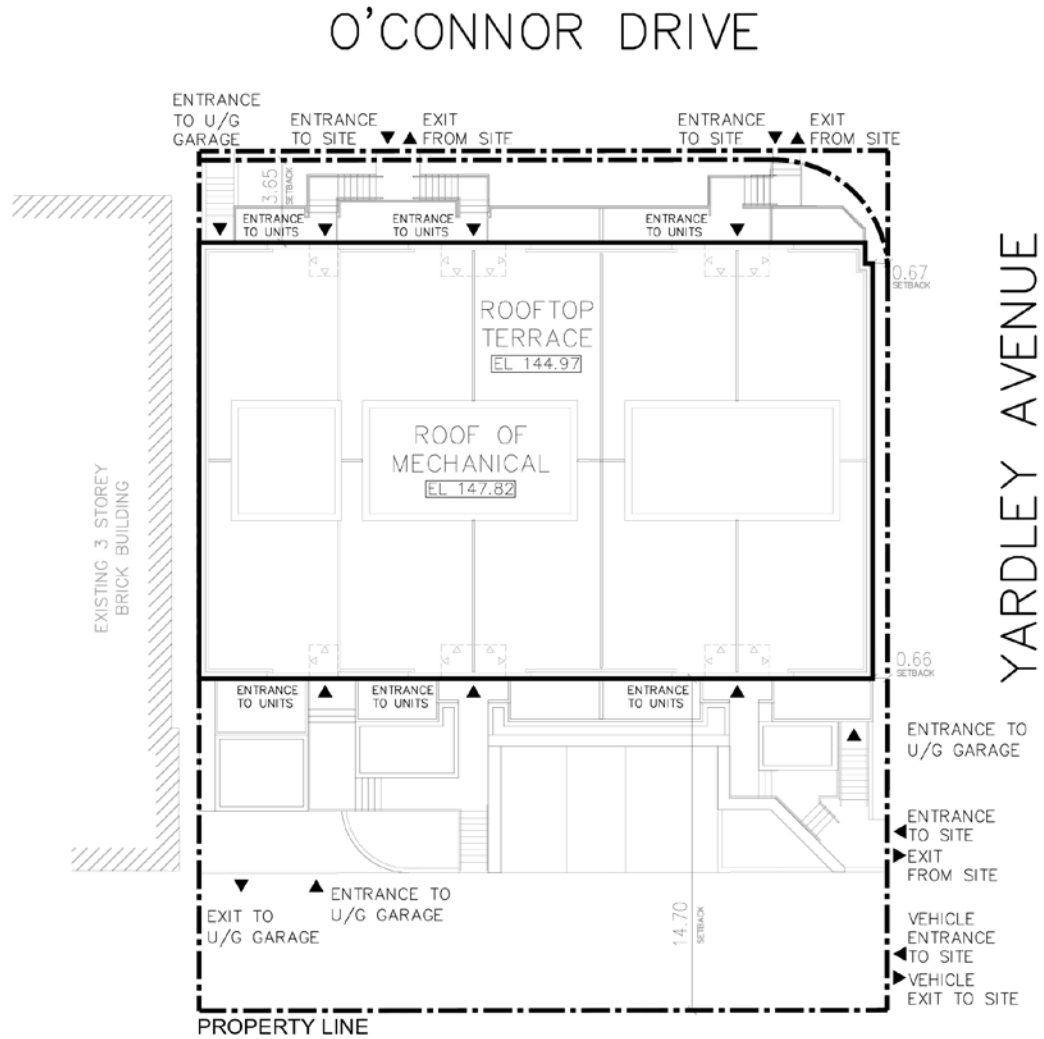 O'CONNOR DRIVE
ENTRANCE
TO U/G
GARAGE
ENTRANCE
TO SITE
EXIT
FROM SITE
ENTRANCE
TO SITE
EXIT
FROM SITE
3.65
SETBACK
ENTRANCE
TO UNITS
ENTRANCE
TO UNITS
ENTRANCE
TO UNITS
0.67
SETBACK
YARDLEY AVENUE
ROOFTOP
TERRACE
EL 144.97
ROOF OF
MECHANICAL
EL 147.82
EXISTING 3 STOREY
BRICK BUILDING
0.66
SETBACK
ENTRANCE
TO UNITS
ENTRANCE
TO UNITS
ENTRANCE
TO UNITS
ENTRANCE TO
U/G GARAGE
ENTRANCE
TO SITE
EXIT
FROM SITE
EXIT TO
U/G GARAGE
ENTRANCE TO
U/G GARAGE
14.70
SETBACK
VEHICLE
ENTRANCE
TO SITE
VEHICLE
EXIT TO SITE
PROPERTY LINE